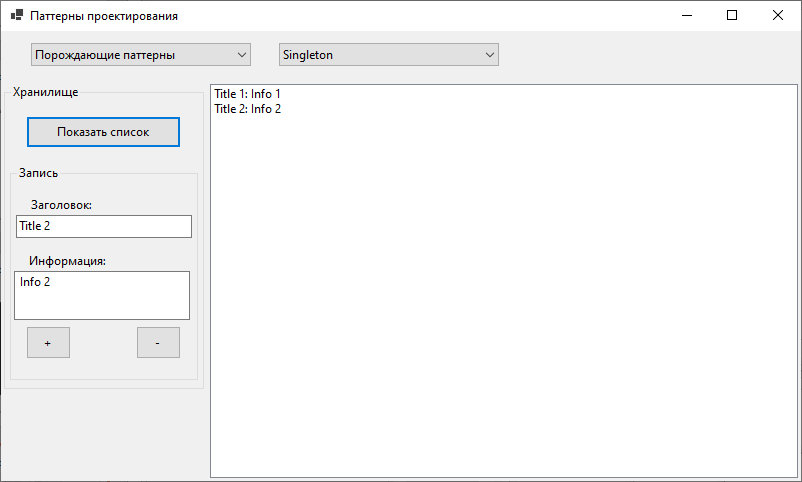 Паттерны проектирования
Порождающие паттерны
Singleton
Хранилище
Показать список
Запись
Заголовок:
Title 2
Информация:
Info 2
+
-
Title 1: Info 1
Title 2: Info 2